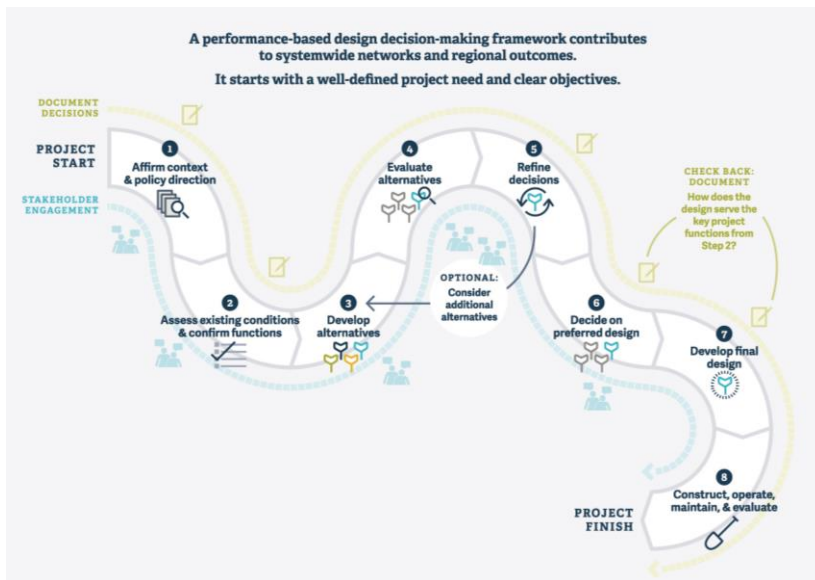 A performance-based design decision-making framework contributes
to systemwide networks and regional outcomes.
It starts with a well-defined project need and clear objectives.
DOCUMENT
DECISIONS
PROJECT
START
STAKEHOLDER
ENGAGEMENT
1
Affirm context
& policy direction
2
Assess existing conditions
& confirm functions
3
Develop
alternatives
4
Evaluate
alternatives
5
Refine
decisions
OPTIONAL:
Consider
additional
alternatives
6
Decide on
preferred design
CHECK BACK:
DOCUMENT
How does the
design serve the
key project
functions from
Step 2?
7
Develop final
design
8
Construct, operate,
maintain, & evaluate
PROJECT
FINISH